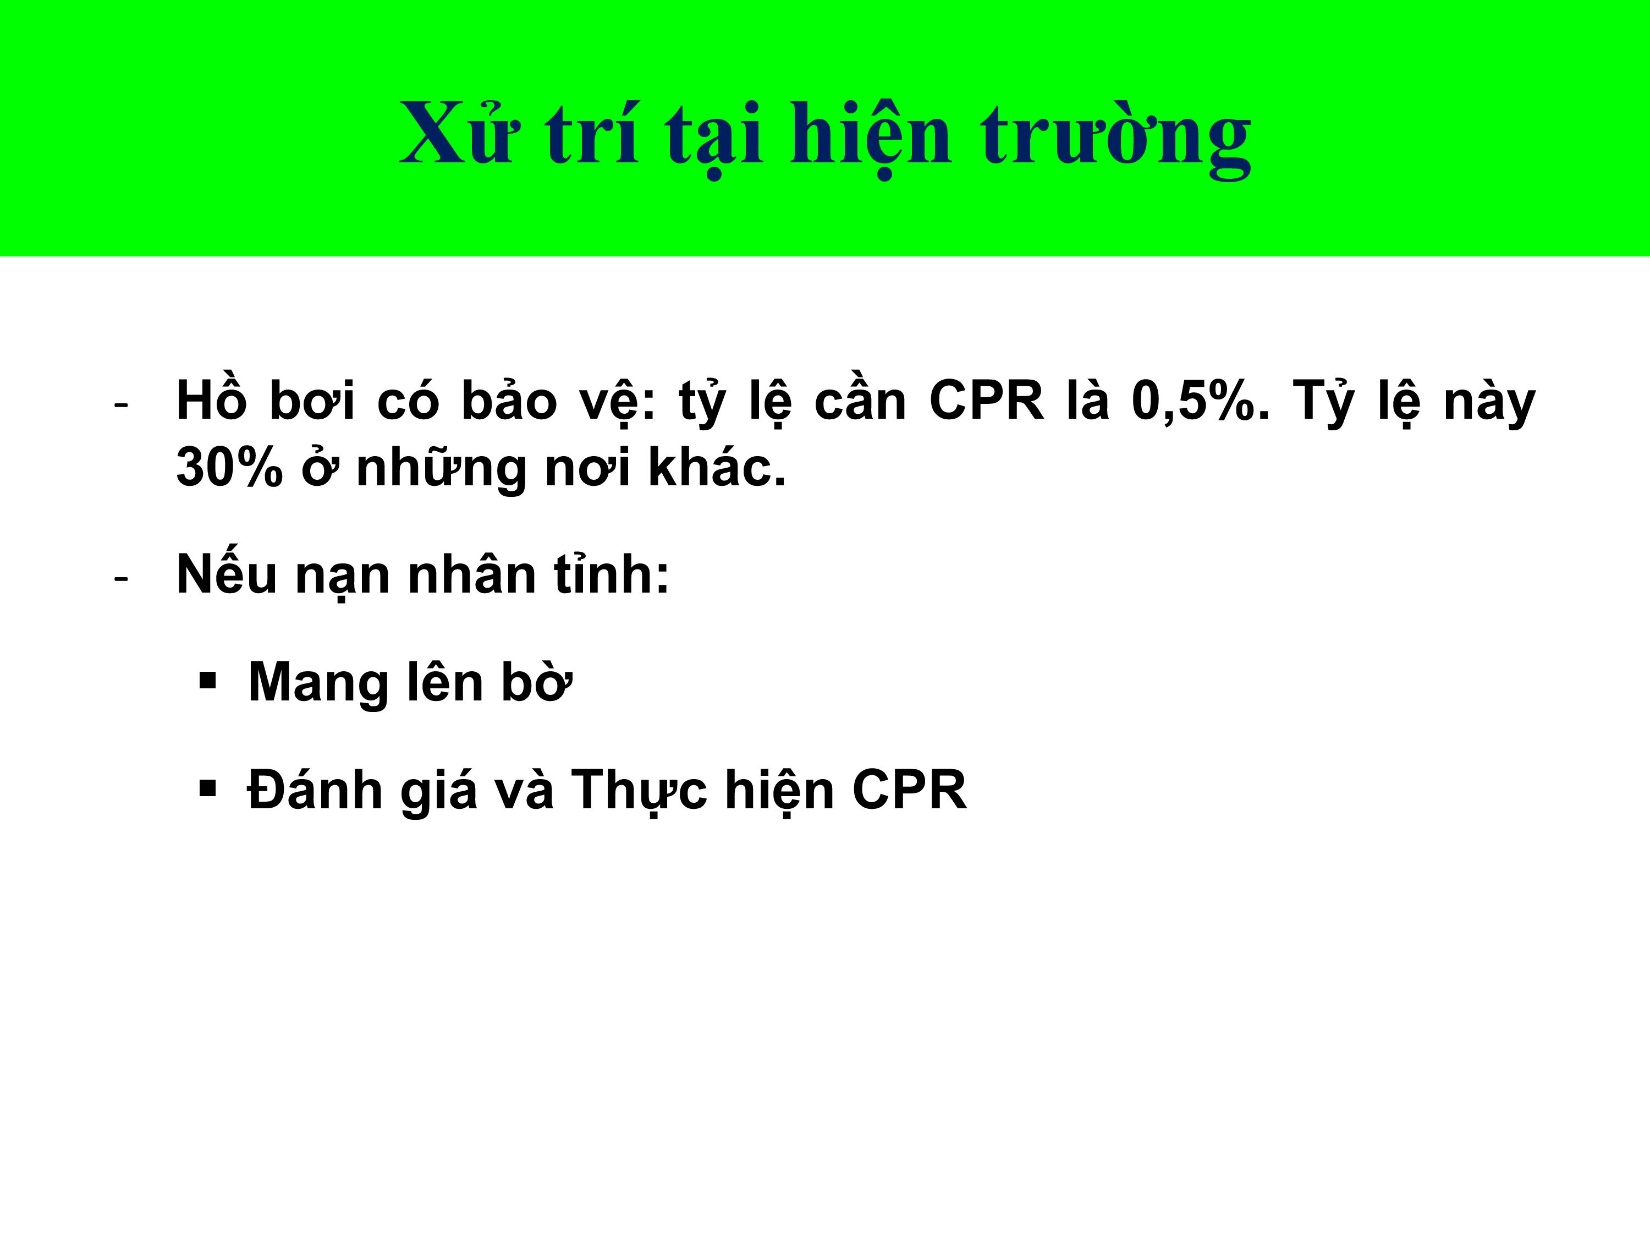 Xử trí tại hiện trường
- Hồ bơi có bảo vệ: tỷ lệ cần CPR là 0,5%. Tỷ lệ này
30% ở những nơi khác.
- Nếu nạn nhân tỉnh:
▪ Mang lên bờ
▪ Đánh giá và Thực hiện CPR